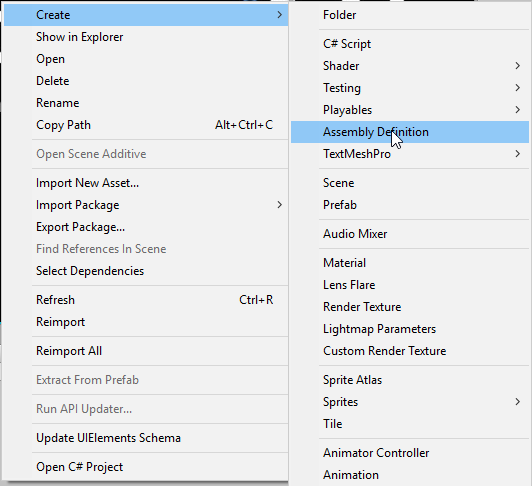 Create
Show in Explorer
Open
Delete
Rename
Copy Path Alt+Ctrl+C
Open Scene Additive
Import New Asset...
Import Package
Export Package...
Find References In Scene
Select Dependencies
Refresh Ctrl+R
Reimport
Reimport All
Extract From Prefab
Run API Updater...
Update UIElements Schema
Open C# Project
Folder
C# Script
Shader
Testing
Playables
Assembly Definition
TextMeshPro
Scene
Prefab
Audio Mixer
Material
Lens Flare
Render Texture
Lightmap Parameters
Custom Render Texture
Sprite Atlas
Sprites
Tile
Animator Controller
Animation